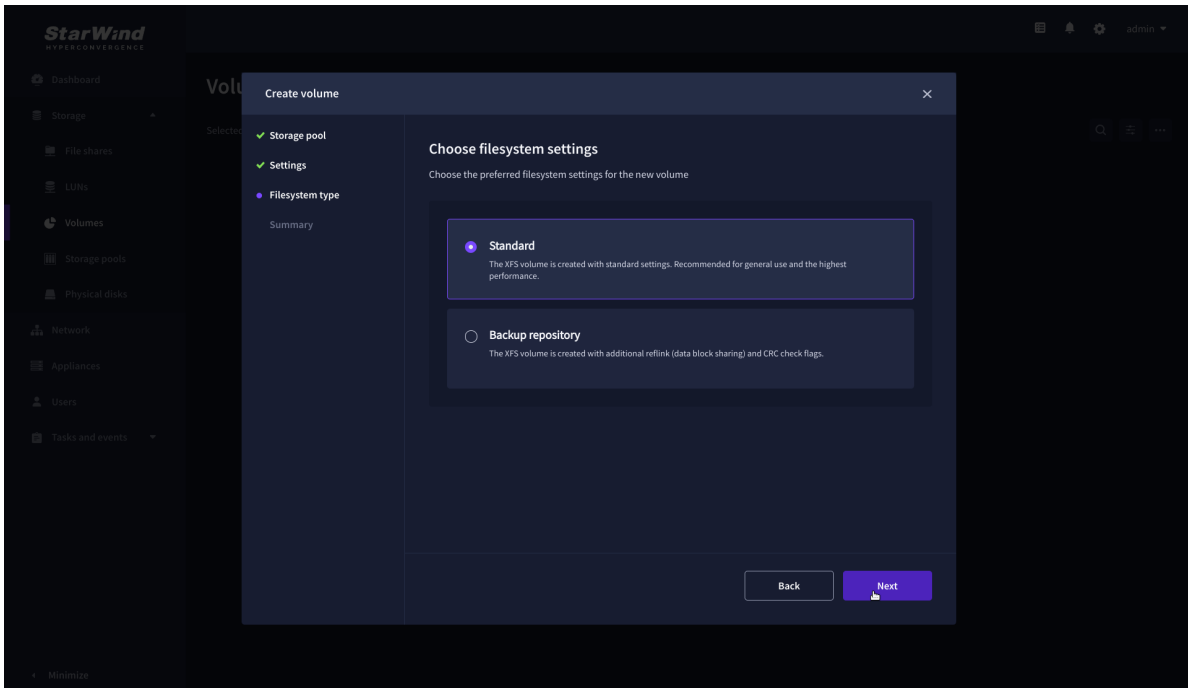 StarWind
HYPERCONVERGENCE
admin
Dashboard
Storage
File shares
LUNs
Volumes
Storage pools
Physical disks
Network
Appliances
Users
Tasks and events
Minimize
Volu
Selected
Create volume
Storage pool
Settings
Filesystem type
Summary
Choose filesystem settings
Choose the preferred filesystem settings for the new volume
Standard
The XFS volume is created with standard settings. Recommended for general use and the highest
performance.
Backup repository
The XFS volume is created with additional reflink (data block sharing) and CRC check flags.
Back
Next